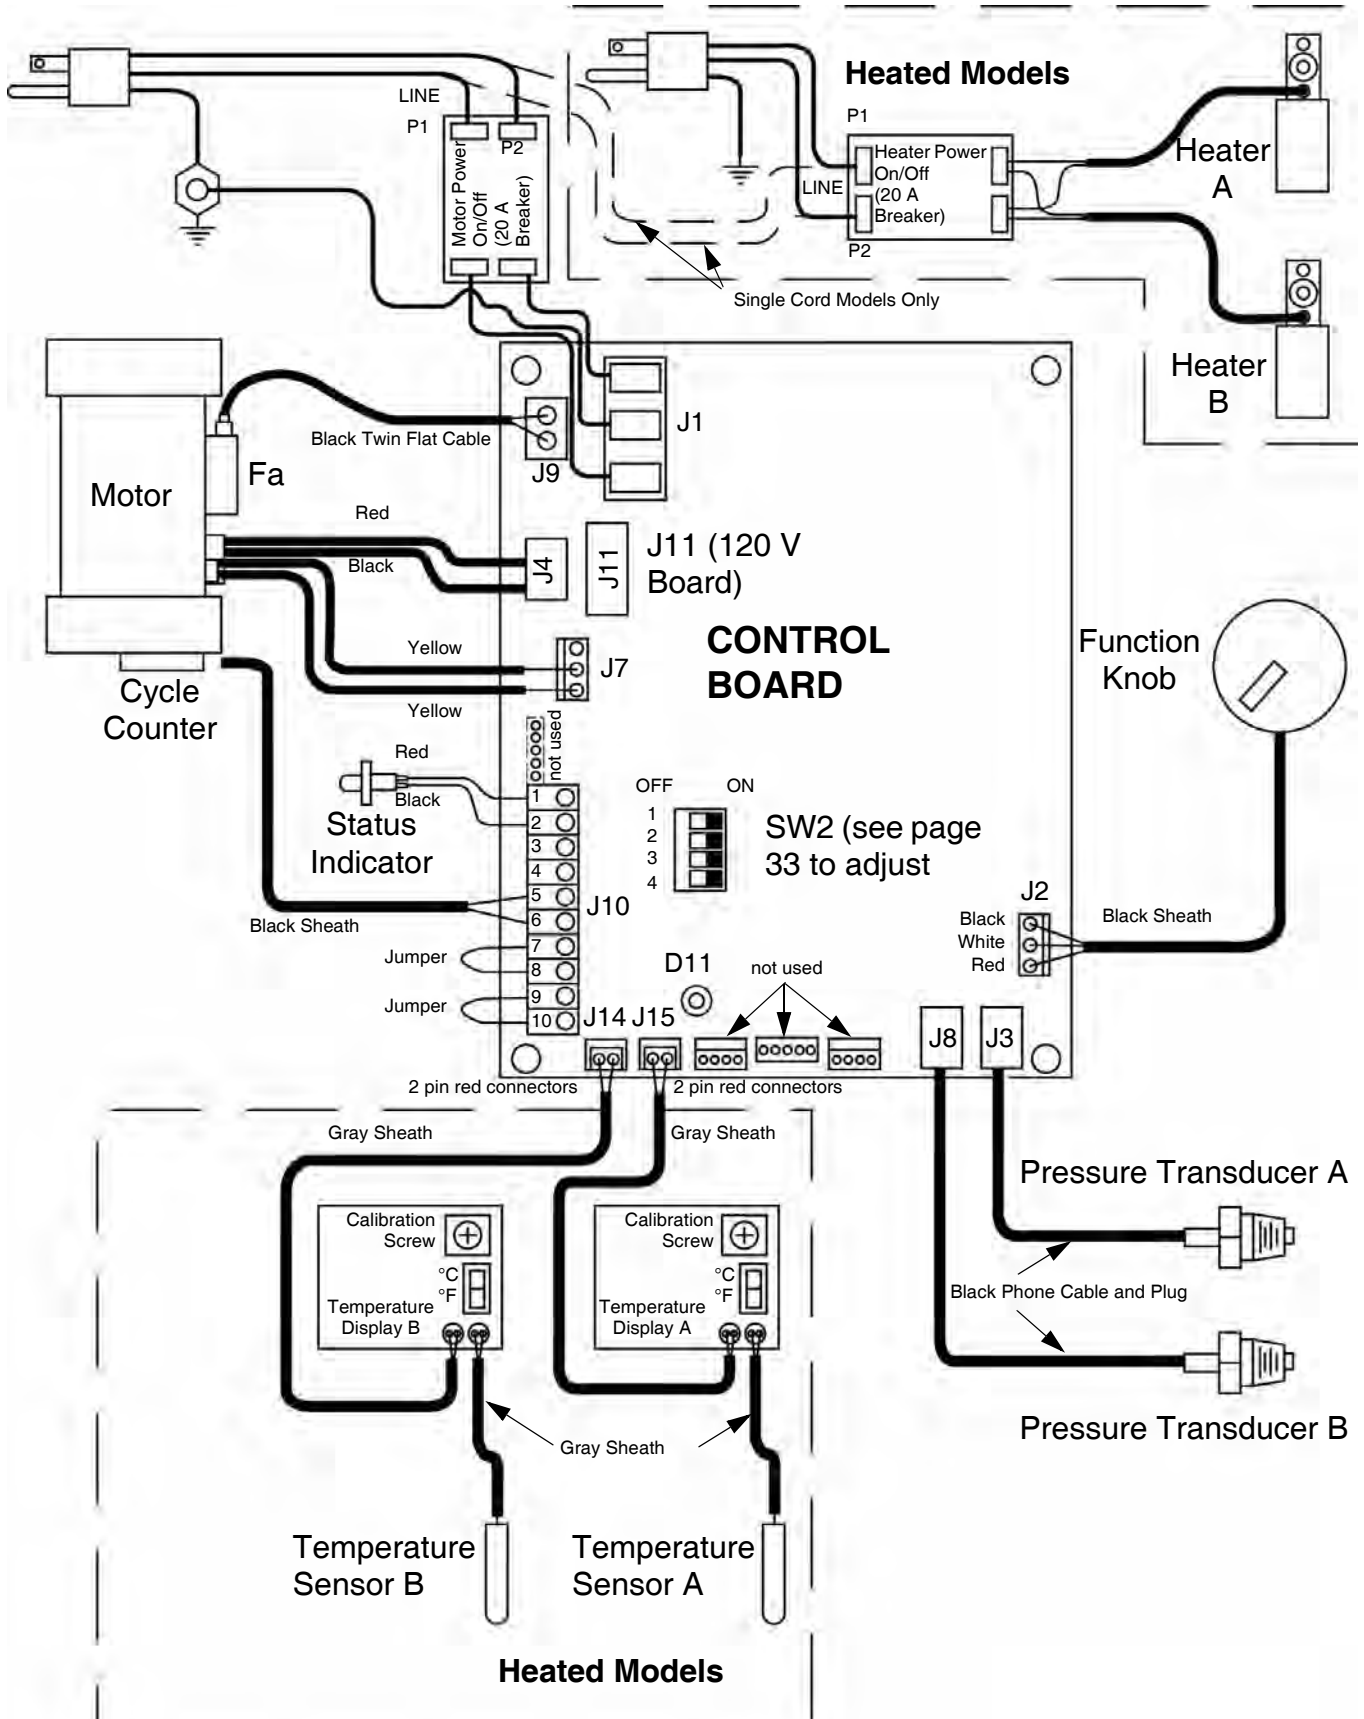 Heated Models
LINE
P1
P2
Motor Power
On/Off
(20 A
Breaker)
P1
Heater Power
On/Off
(20 A
Breaker)
LINE
P2
Heater
A
Single Cord Models Only
Heater
B
Black Twin Flat Cable
J9
J1
Motor
Fa
Red
Black
J4
J11
J11 (120 V
Board)
CONTROL
BOARD
Function
Knob
Yellow
J7
Yellow
Cycle
Counter
not used
Red
Black
Status
Indicator
1
2
3
4
5
6
7
8
9
10
J10
OFF
ON
1
2
3
4
SW2 (see page
33 to adjust
Black Sheath
Jumper
Jumper
J2
Black
White
Red
Black Sheath
D11
not used
J14
J15
J8
J3
2 pin red connectors
2 pin red connectors
Gray Sheath
Gray Sheath
Pressure Transducer A
Black Phone Cable and Plug
Pressure Transducer B
Calibration
Screw
°C
°F
Temperature
Display B
Calibration
Screw
°C
°F
Temperature
Display A
Gray Sheath
Temperature
Sensor B
Temperature
Sensor A
Heated Models